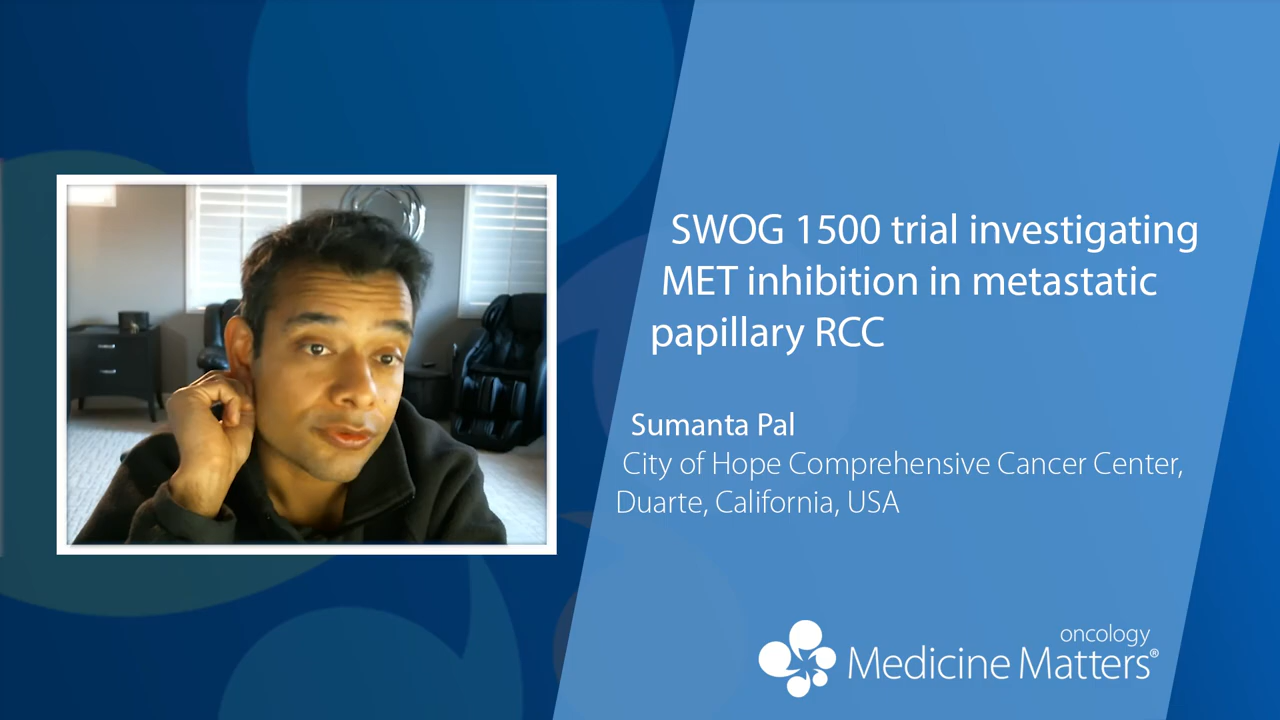 SWOG 1500 trial investigating
MET inhibition in metastatic
papillary RCC
Sumanta Pal
City of Hope Comprehensive Cancer Center,
Duarte, California, USA
oncology
Medicine Matters®